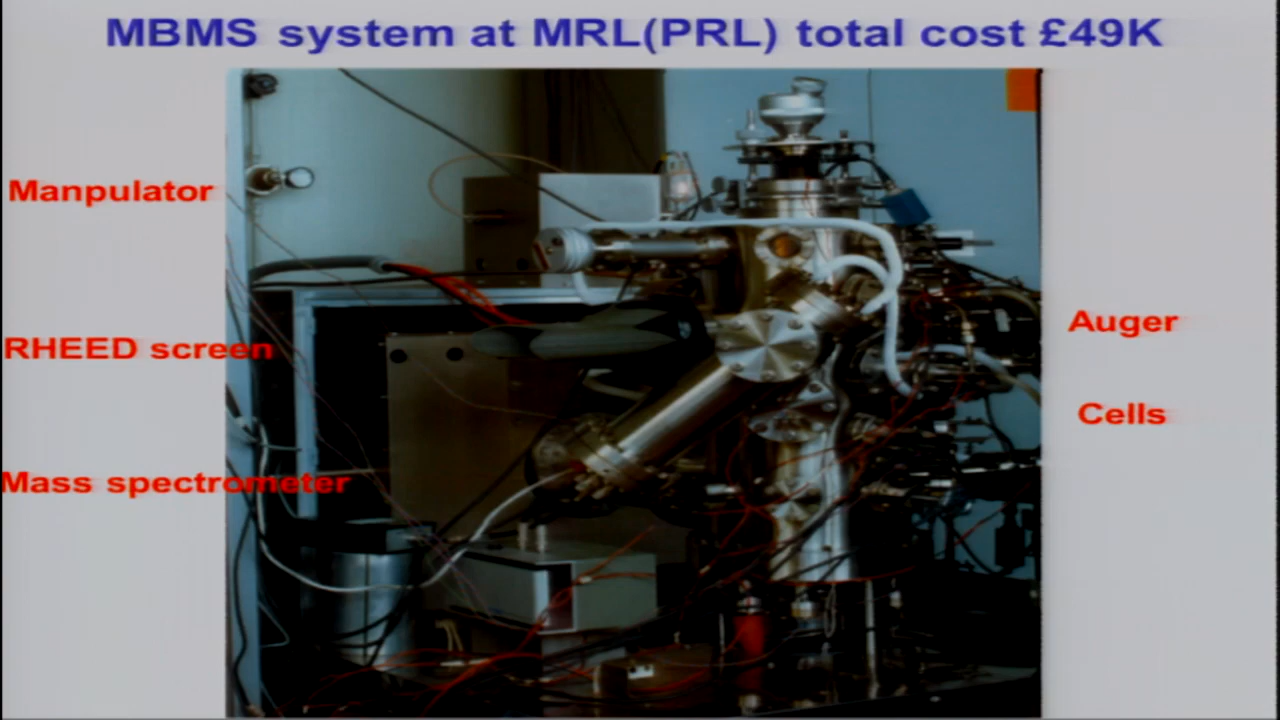 MBMS system at MRL(PRL) total cost £49K
Manpulator
RHEED screen
Auger
Cells
Mass spectrometer